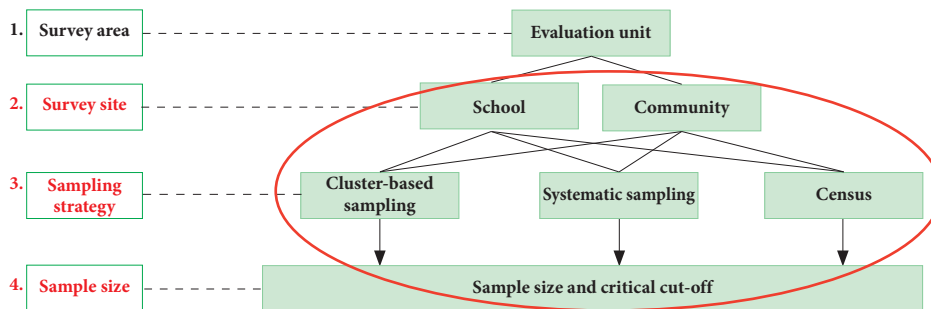 1. Survey area
Evaluation unit
2. Survey site
School
Community
3. Sampling
strategy
Cluster-based
sampling
Systematic sampling
Census
4. Sample size
Sample size and critical cut-off